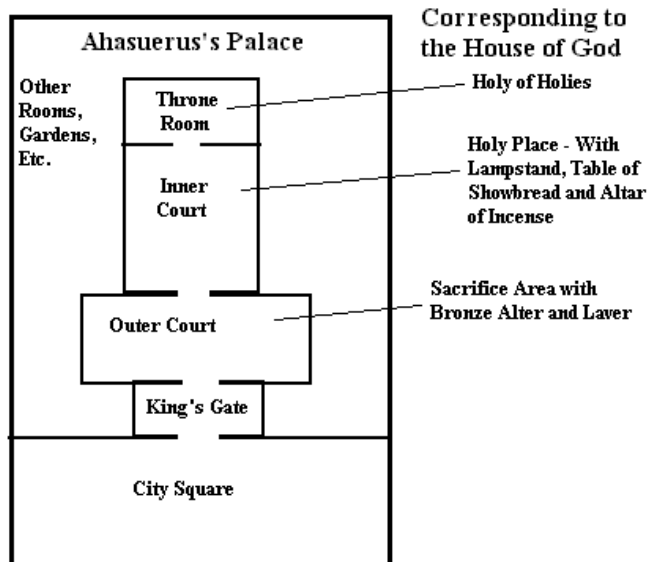 Ahasuerus's Palace
Corresponding to
the House of God
Other
Rooms,
Gardens,
Etc.
Throne
Room
Holy of Holies
Inner
Court
Holy Place - With
Lampstand, Table of
Showbread and Altar
of Incense
Outer Court
Sacrifice Area with
Bronze Alter and Laver
King's Gate
City Square